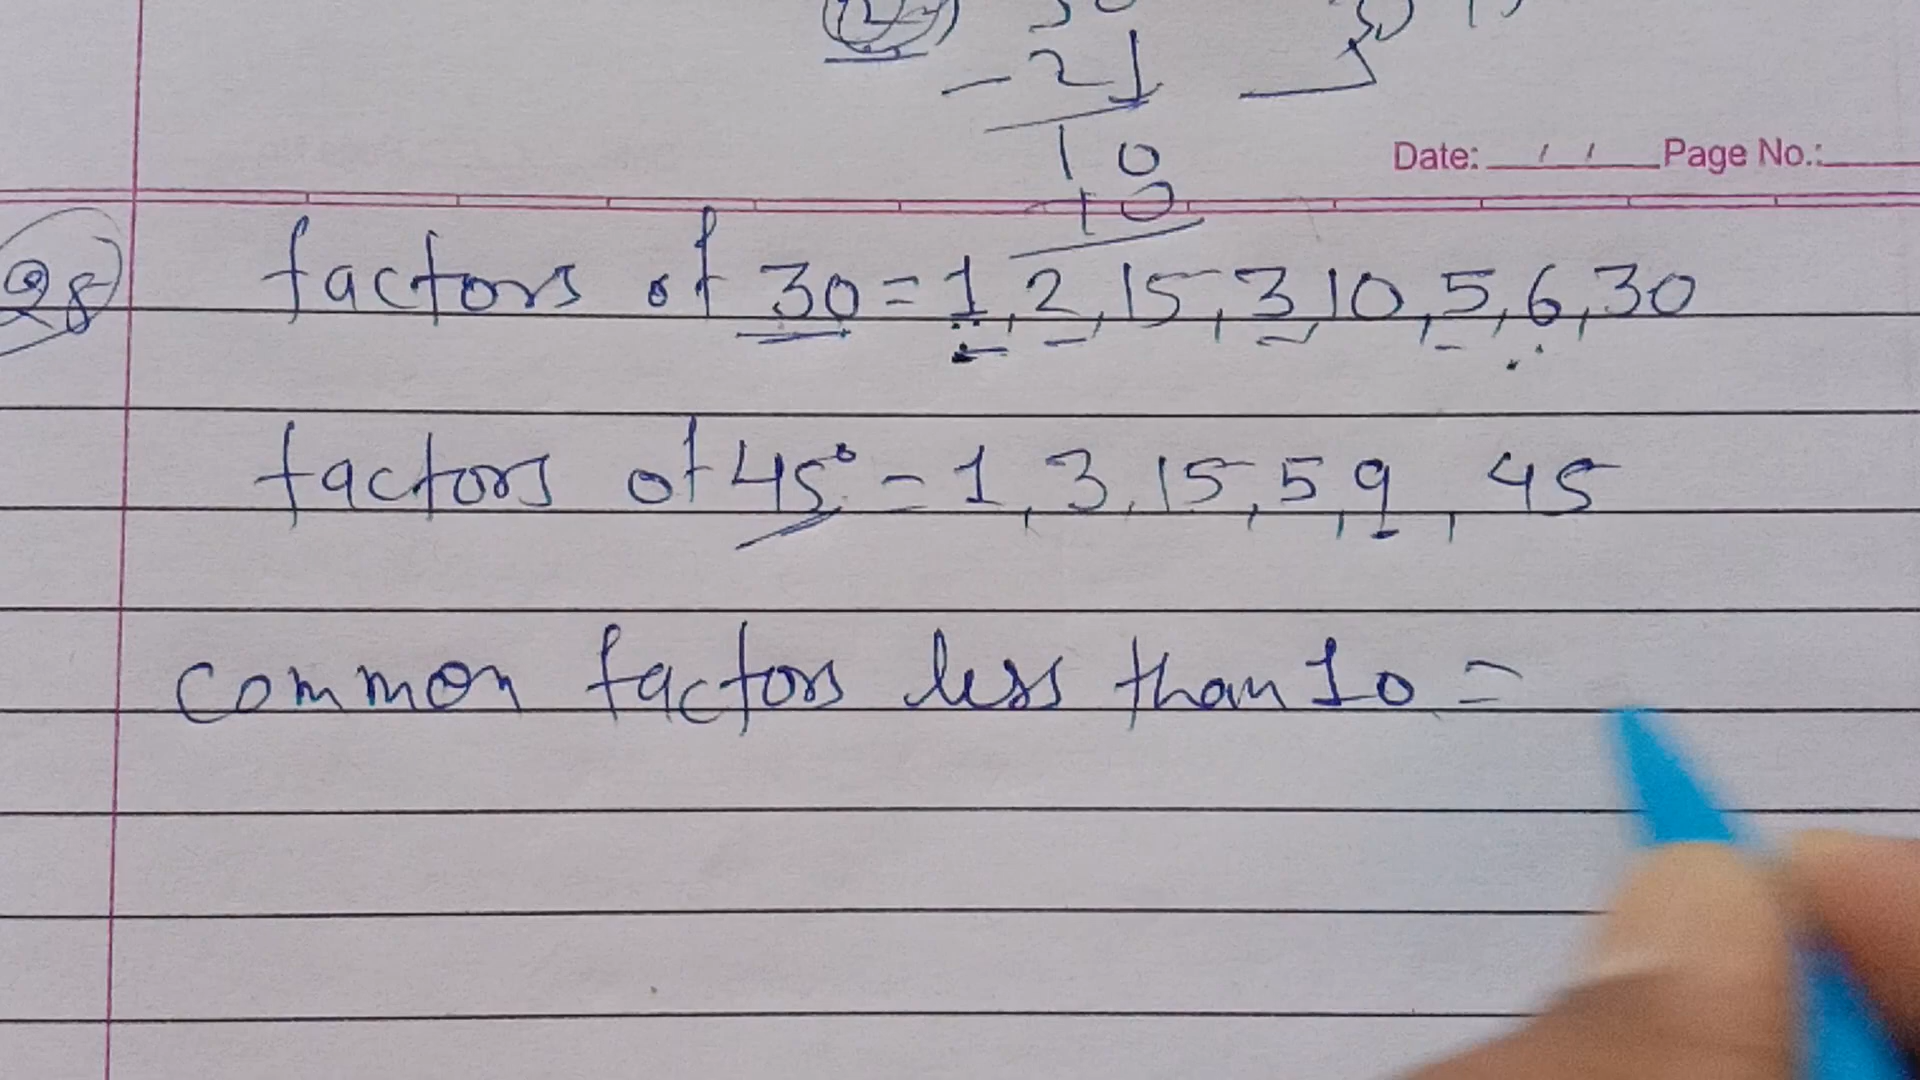 - 21
10
Date: / / Page No.:
10
Q8) factors of 30 = 1, 2, 15, 3, 10, 5, 6, 30
factors of 45 = 1, 3, 15, 5, 9, 45
common factors less than 10 =